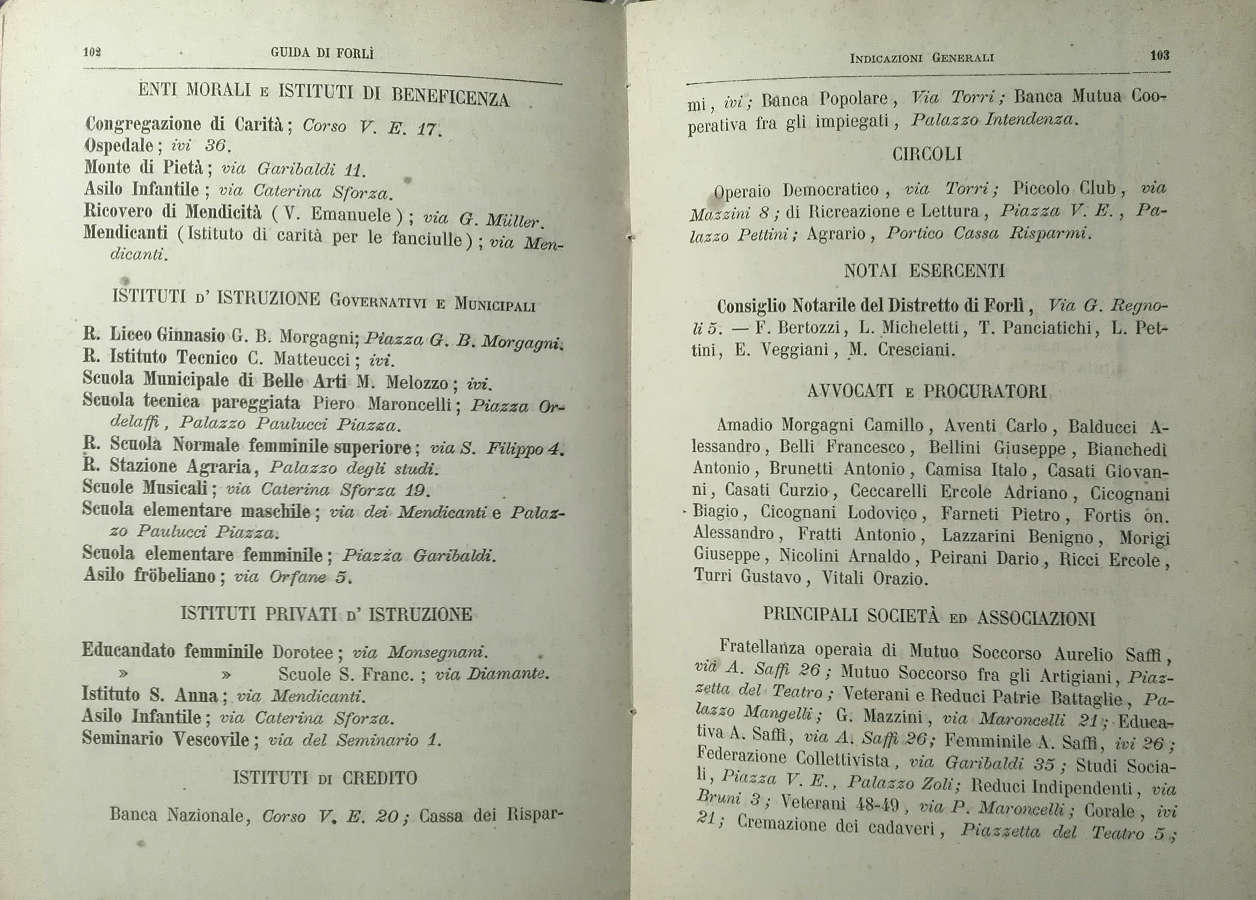 102
GUIDA DI FORLÌ
ENTI MORALI E ISTITUTI DI BENEFICENZA
Congregazione di Carità; Corso V. E. 17.
Ospedale; ivi 36.
Monte di Pietà; via Garibaldi 11.
Asilo Infantile; via Caterina Sforza.
Ricovero di Mendicità (V. Emanuele); via G. Müller.
Mendicanti (Istituto di carità per le fanciulle); via Men-
dicanti.
ISTITUTI D' ISTRUZIONE GOVERNATIVI E MUNICIPALI
R. Liceo Ginnasio G. B. Morgagni; Piazza G. B. Morgagni.
R. Istituto Tecnico C. Matteucci; ivi.
Scuola Municipale di Belle Arti M. Melozzo; ivi.
Scuola tecnica pareggiata Piero Maroncelli; Piazza Or-
delaffi, Palazzo Paulucci Piazza.
R. Scuola Normale femminile superiore; via S. Filippo 4.
R. Stazione Agraria, Palazzo degli studi.
Scuole Musicali; via Caterina Sforza 19.
Scuola elementare maschile; via dei Mendicanti e Palaz-
zo Paulucci Piazza.
Scuola elementare femminile; Piazza Garibaldi.
Asilo fröbeliano; via Orfane 5.
ISTITUTI PRIVATI D' ISTRUZIONE
Educandato femminile Dorotee; via Monsegnani.
» » Scuole S. Franc.; via Diamante.
Istituto S. Anna; via Mendicanti.
Asilo Infantile; via Caterina Sforza.
Seminario Vescovile; via del Seminario 1.
ISTITUTI DI CREDITO
Banca Nazionale, Corso V. E. 20; Cassa dei Rispar-
INDICAZIONI GENERALI
103
mi, ivi; Banca Popolare, Via Torri; Banca Mutua Coo-
perativa fra gli impiegati, Palazzo Intendenza.
CIRCOLI
Operaio Democratico, via Torri; Piccolo Club, via
Mazzini 8; di Ricreazione e Lettura, Piazza V. E., Pa-
lazzo Pettini; Agrario, Portico Cassa Risparmi.
NOTAI ESERCENTI
Consiglio Notarile del Distretto di Forlì, Via G. Regno-
li 5. — F. Bertozzi, L. Micheletti, T. Panciatichi, L. Pet-
tini, E. Veggiani, M. Cresciani.
AVVOCATI E PROCURATORI
Amadio Morgagni Camillo, Aventi Carlo, Balducci A-
lessandro, Belli Francesco, Bellini Giuseppe, Bianchedi
Antonio, Brunetti Antonio, Camisa Italo, Casati Giovan-
ni, Casati Curzio, Ceccarelli Ercole Adriano, Cicognani
Biagio, Cicognani Lodovico, Farneti Pietro, Fortis on.
Alessandro, Fratti Antonio, Lazzarini Benigno, Morigi
Giuseppe, Nicolini Arnaldo, Peirani Dario, Ricci Ercole,
Turri Gustavo, Vitali Orazio.
PRINCIPALI SOCIETÀ ED ASSOCIAZIONI
Fratellanza operaia di Mutuo Soccorso Aurelio Saffi,
via A. Saffi 26; Mutuo Soccorso fra gli Artigiani, Piaz-
zetta del Teatro; Veterani e Reduci Patrie Battaglie, Pa-
lazzo Mangelli; G. Mazzini, via Maroncelli 21; Educa-
tiva A. Saffi, via A. Saffi 26; Femminile A. Saffi, ivi 26;
Federazione Collettivista, via Garibaldi 35; Studi Socia-
li, Piazza V. E., Palazzo Zoli; Reduci Indipendenti, via
Bruni 3; Veterani 48-49, via P. Maroncelli; Corale, ivi
21; Cremazione dei cadaveri, Piazzetta del Teatro 5;